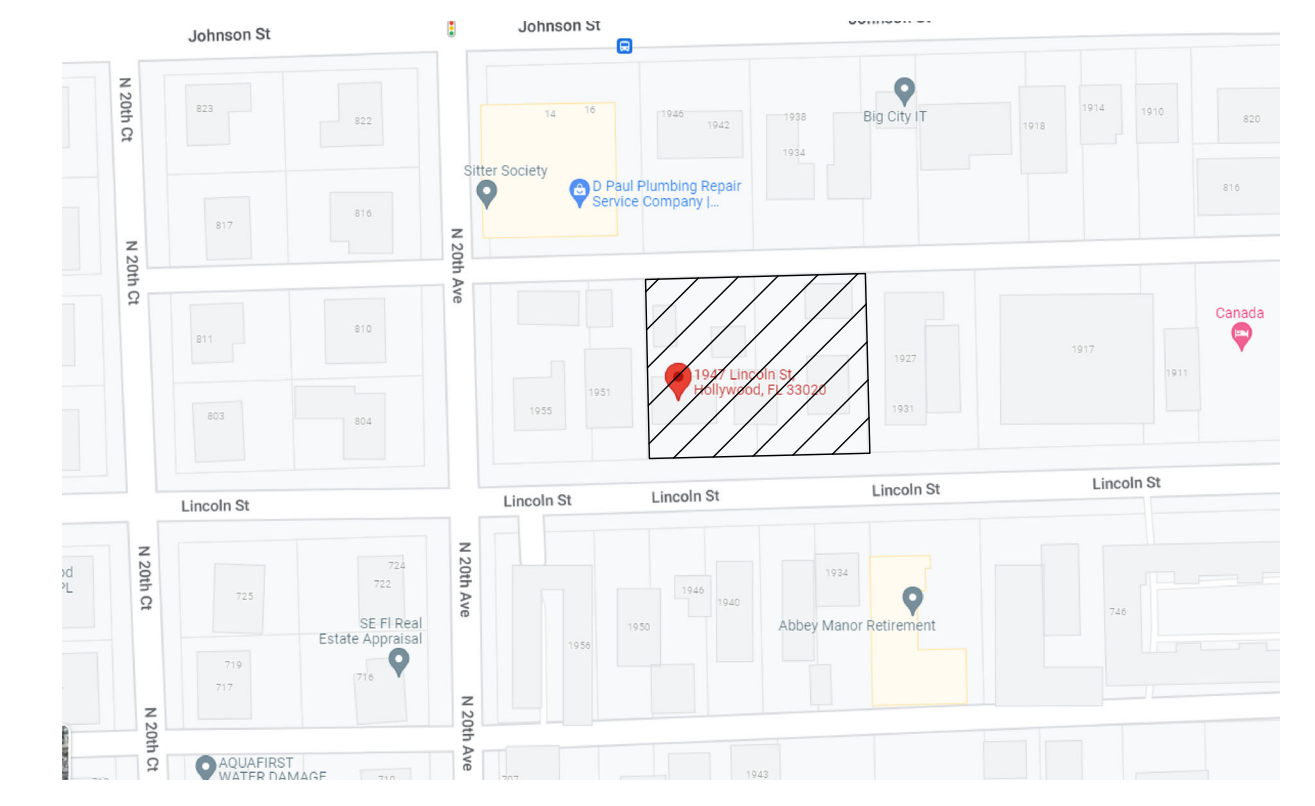 Johnson St
Johnson St
N 20th Ct
823
822
14
16
1946
1942
1938
1934
Big City IT
1918
1914
1910
820
Sitter Society
D Paul Plumbing Repair
Service Company |...
817
816
816
N 20th Ct
N 20th Ave
811
810
803
804
1955
1951
1947 Lincoln St,
Hollywood, FL 33020
1927
1931
1917
1911
Canada
Lincoln St
Lincoln St
Lincoln St
Lincoln St
Lincoln St
N 20th Ct
N 20th Ave
725
724
722
SE Fl Real
Estate Appraisal
719
717
716
1956
1950
1946
1940
1934
Abbey Manor Retirement
746
N 20th Ct
N 20th Ave
AQUAFIRST
WATER DAMAGE
1943